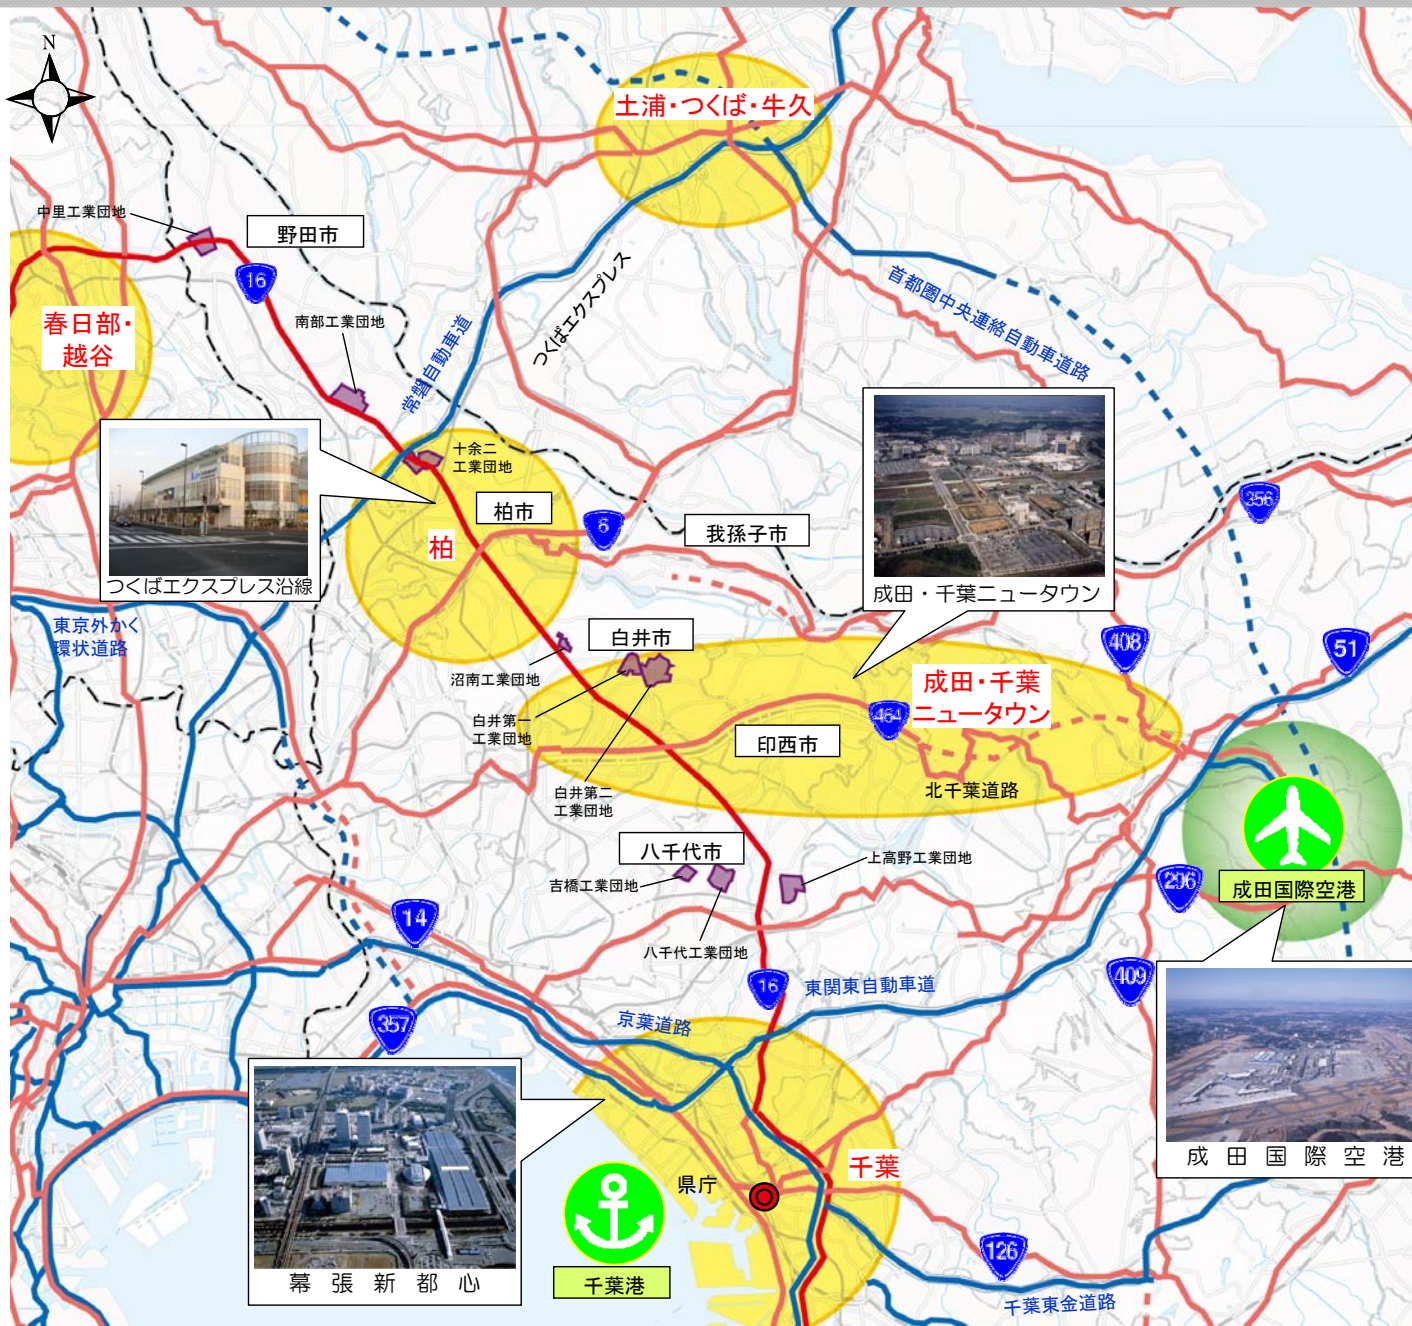 N
土浦・つくば・牛久
中里工業団地
野田市
16
春日部・
越谷
南部工業団地
常磐自動車道
つくばエクスプレス
首都圏中央連絡自動車道路
十余二
工業団地
柏市
柏
6
我孫子市
356
つくばエクスプレス沿線
成田・千葉ニュータウン
東京外かく
環状道路
白井市
408
51
沼南工業団地
成田・千葉
ニュータウン
白井第一
工業団地
464
印西市
北千葉道路
白井第二
工業団地
八千代市
上高野工業団地
吉橋工業団地
296
成田国際空港
14
八千代工業団地
16
東関東自動車道
409
357
京葉道路
千葉
県庁
成田国際空港
幕張新都心
千葉港
126
千葉東金道路